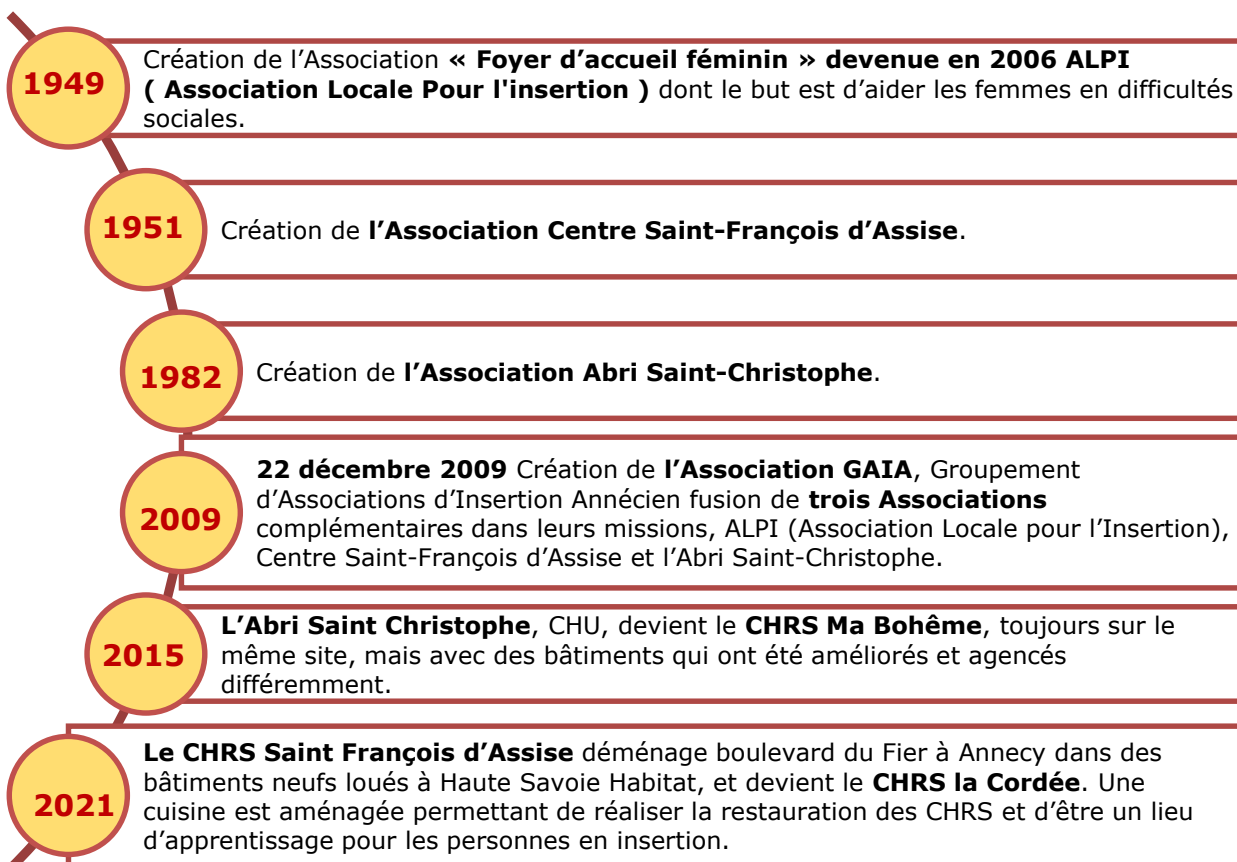 1949
Création de l’Association « Foyer d’accueil féminin » devenue en 2006 ALPI
( Association Locale Pour l'insertion ) dont le but est d’aider les femmes en difficultés
sociales.
1951
Création de l’Association Centre Saint-François d’Assise.
1982
Création de l’Association Abri Saint-Christophe.
2009
22 décembre 2009 Création de l’Association GAIA, Groupement
d’Associations d’Insertion Annécien fusion de trois Associations
complémentaires dans leurs missions, ALPI (Association Locale pour l’Insertion),
Centre Saint-François d’Assise et l’Abri Saint-Christophe.
2015
L’Abri Saint Christophe, CHU, devient le CHRS Ma Bohême, toujours sur le
même site, mais avec des bâtiments qui ont été améliorés et agencés
différemment.
2021
Le CHRS Saint François d’Assise déménage boulevard du Fier à Annecy dans des
bâtiments neufs loués à Haute Savoie Habitat, et devient le CHRS la Cordée. Une
cuisine est aménagée permettant de réaliser la restauration des CHRS et d’être un lieu
d’apprentissage pour les personnes en insertion.